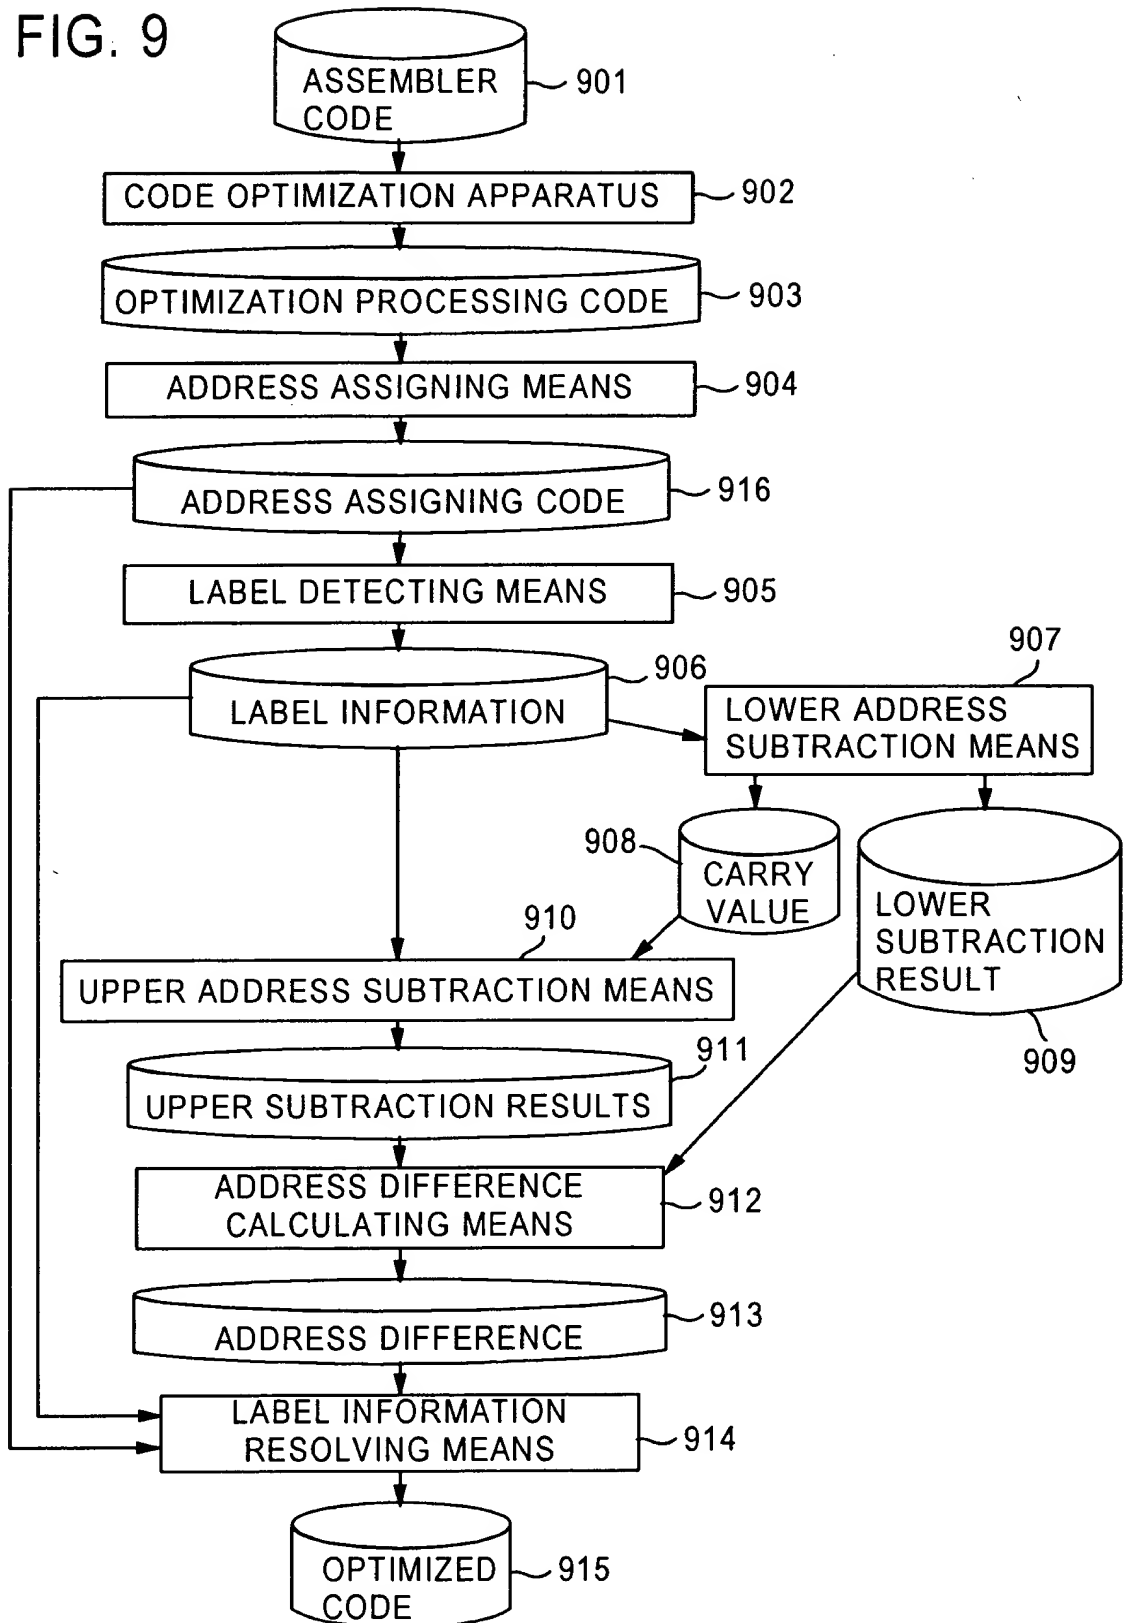 FIG. 9
ASSEMBLER
CODE
901
CODE OPTIMIZATION APPARATUS
902
OPTIMIZATION PROCESSING CODE
903
ADDRESS ASSIGNING MEANS
904
ADDRESS ASSIGNING CODE
916
LABEL DETECTING MEANS
905
LABEL INFORMATION
906
907
LOWER ADDRESS
SUBTRACTION MEANS
908
CARRY
VALUE
LOWER
SUBTRACTION
RESULT
909
910
UPPER ADDRESS SUBTRACTION MEANS
911
UPPER SUBTRACTION RESULTS
ADDRESS DIFFERENCE
CALCULATING MEANS
912
ADDRESS DIFFERENCE
913
LABEL INFORMATION
RESOLVING MEANS
914
OPTIMIZED
CODE
915